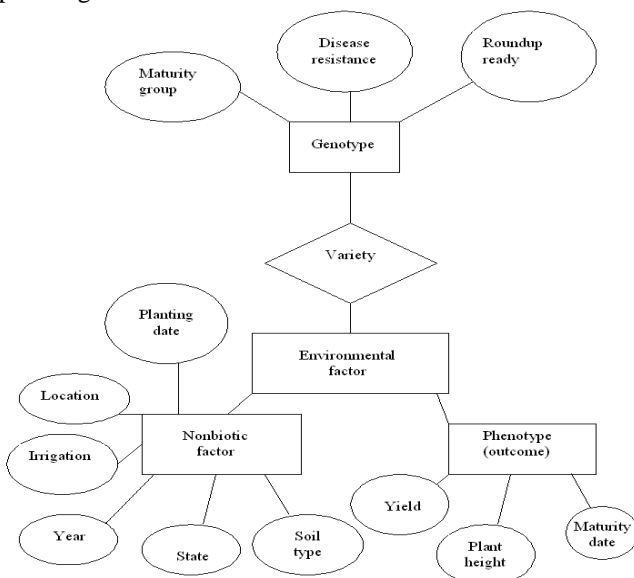 Disease
resistance
Roundup
ready
Maturity
group
Genotype
Variety
Planting
date
Environmental
factor
Location
Nonbiotic
factor
Phenotype
(outcome)
Irrigation
Yield
Year
State
Soil
type
Plant
height
Maturity
date